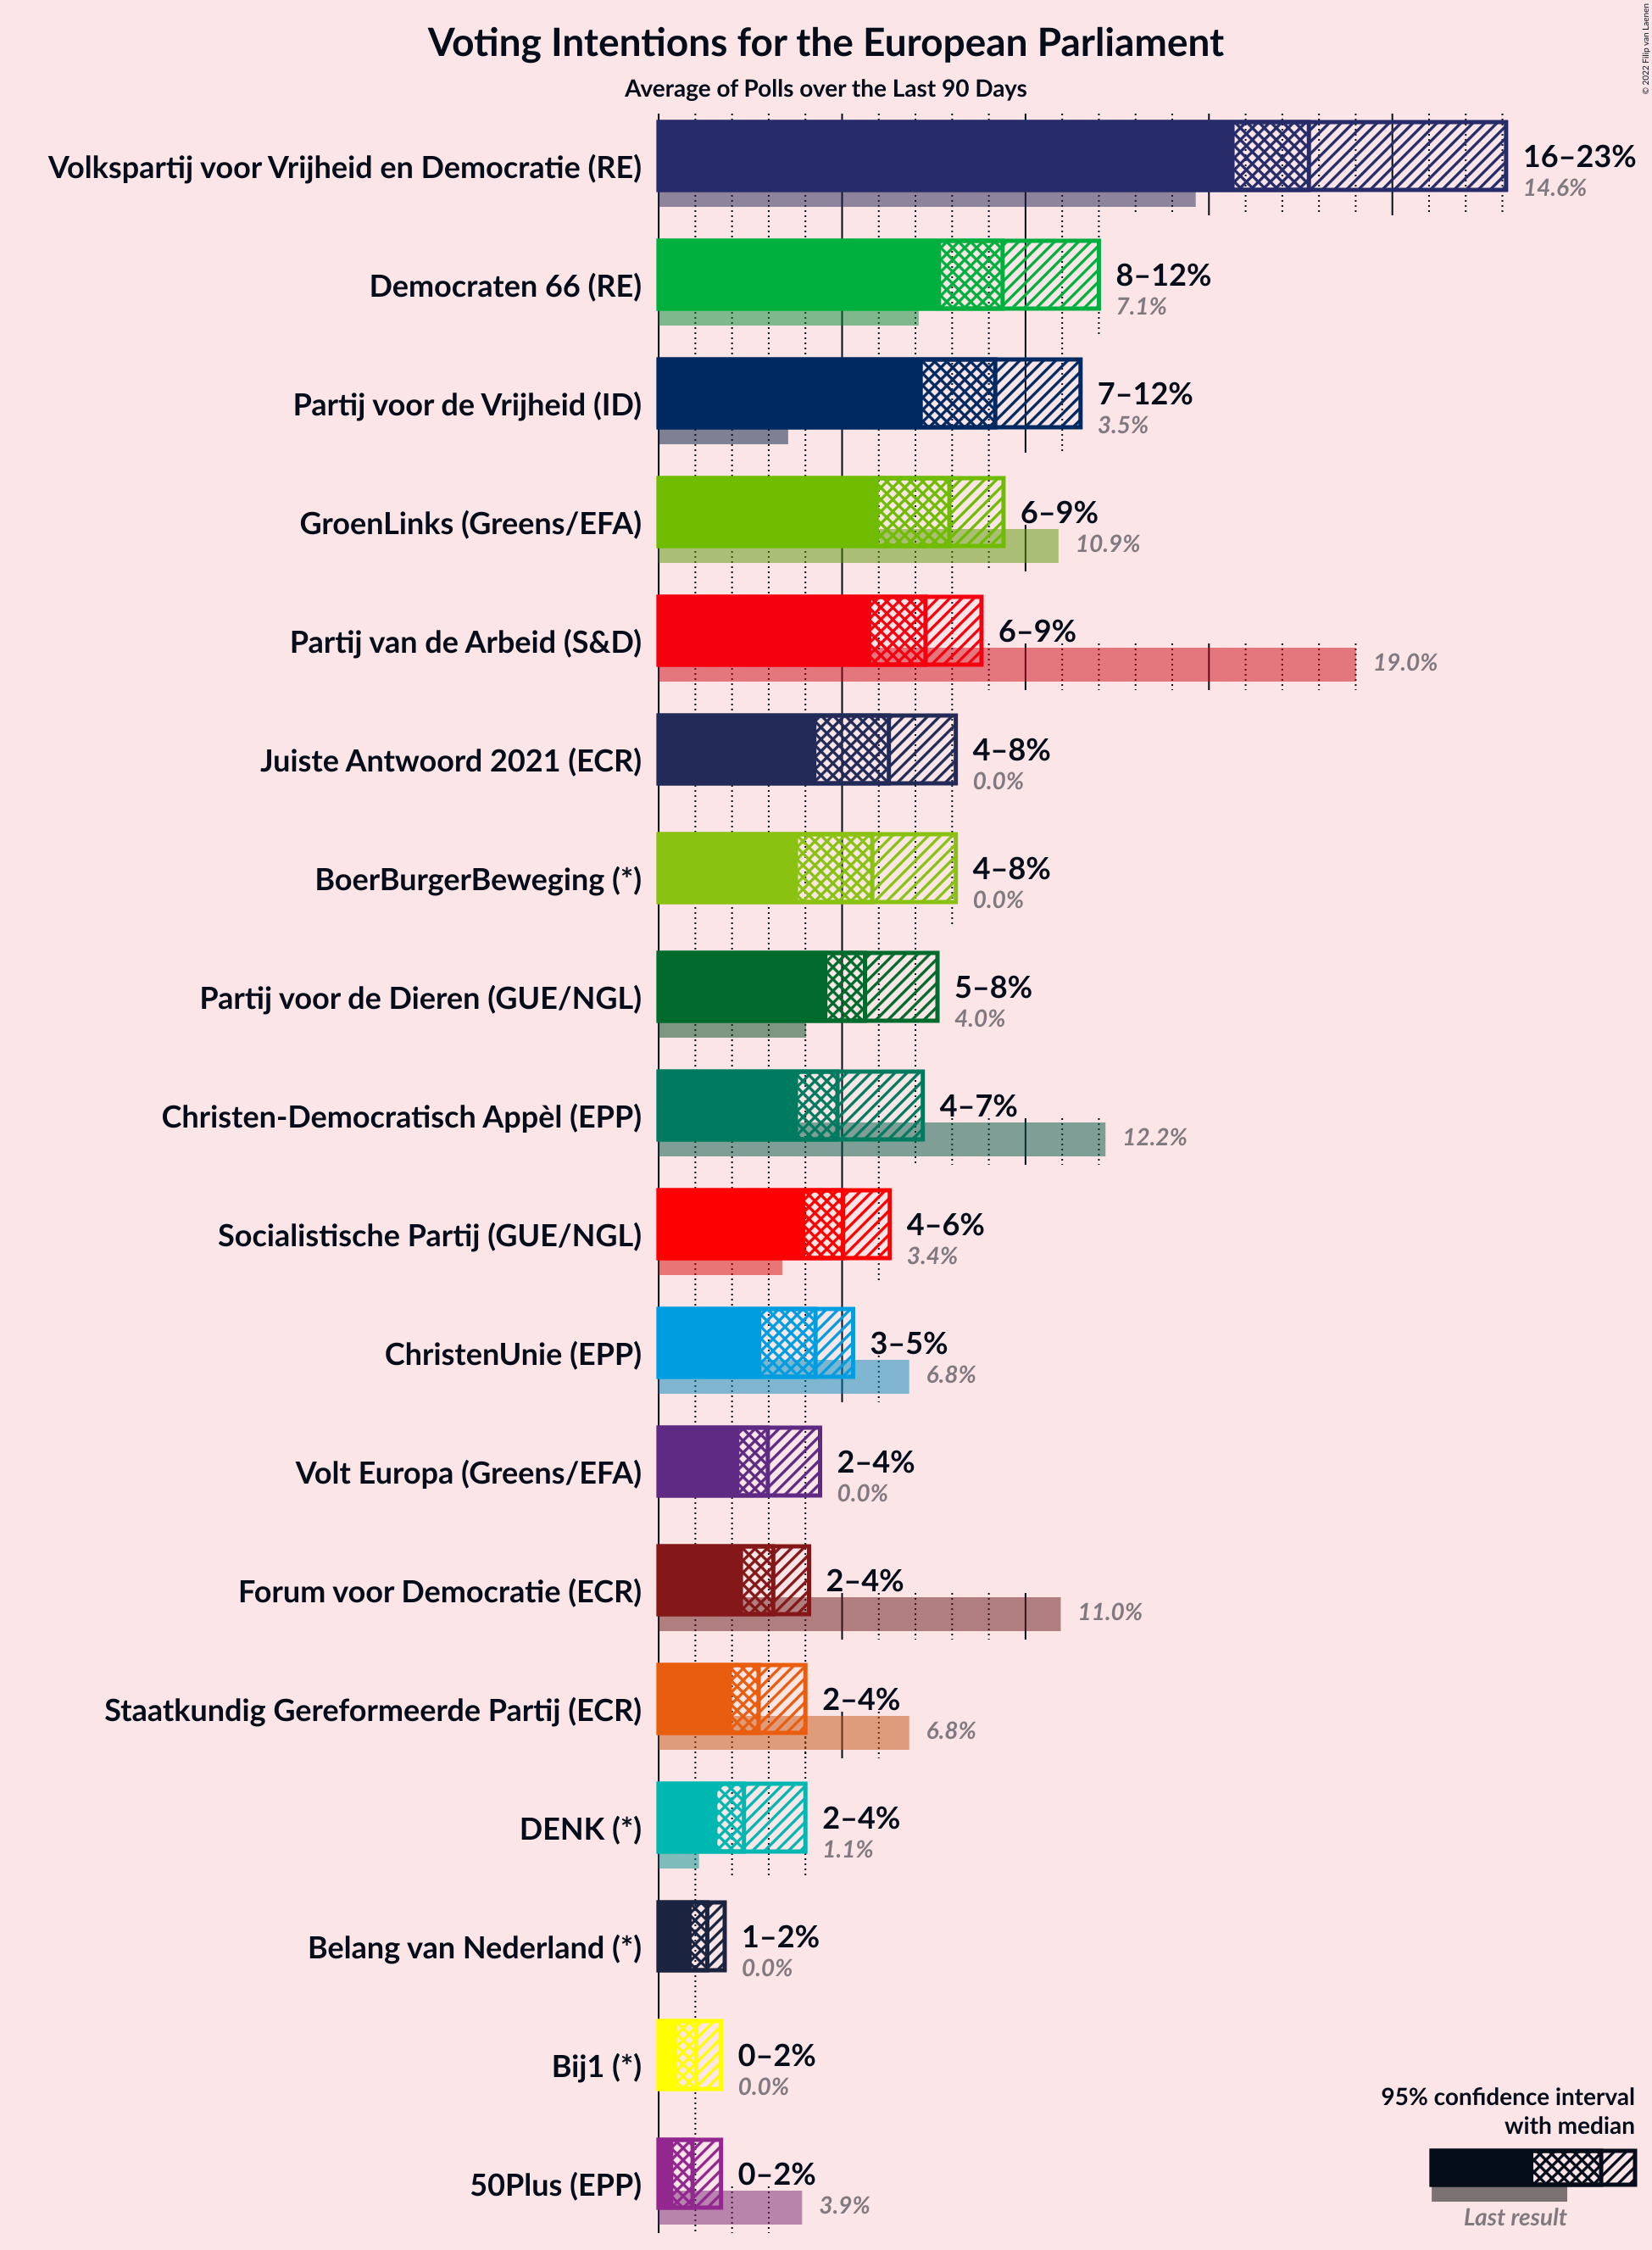 Voting Intentions for the European Parliament
Average of Polls over the Last 90 Days
© 2022 Filip van Laenen
Volkspartij voor Vrijheid en Democratie (RE)
16–23%
14.6%
Democraten 66 (RE)
8–12%
7.1%
Partij voor de Vrijheid (ID)
7–12%
3.5%
GroenLinks (Greens/EFA)
6–9%
10.9%
Partij van de Arbeid (S&D)
6–9%
19.0%
Juiste Antwoord 2021 (ECR)
4–8%
0.0%
BoerBurgerBeweging (*)
4–8%
0.0%
Partij voor de Dieren (GUE/NGL)
5–8%
4.0%
Christen-Democratisch Appèl (EPP)
4–7%
12.2%
Socialistische Partij (GUE/NGL)
4–6%
3.4%
ChristenUnie (EPP)
3–5%
6.8%
Volt Europa (Greens/EFA)
2–4%
0.0%
Forum voor Democratie (ECR)
2–4%
11.0%
Staatkundig Gereformeerde Partij (ECR)
2–4%
6.8%
DENK (*)
2–4%
1.1%
Belang van Nederland (*)
1–2%
0.0%
Bij1 (*)
0–2%
0.0%
50Plus (EPP)
0–2%
3.9%
95% confidence interval
with median
Last result